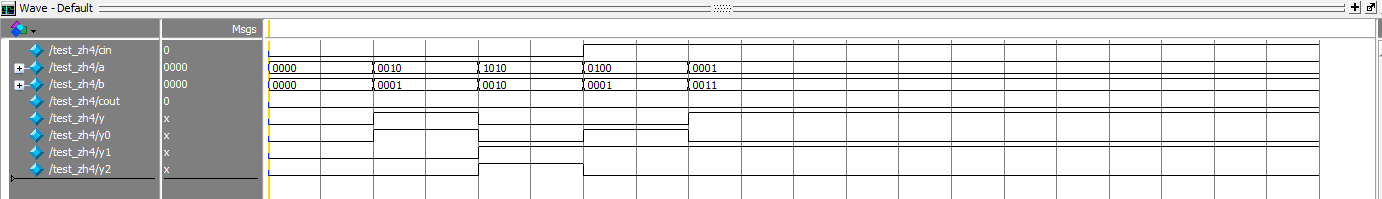 Wave - Default
Msgs
/test_zh4/cin 0
/test_zh4/a 0000 0000 0010 1010 0100 0001
/test_zh4/b 0000 0000 0001 0010 0001 0011
/test_zh4/cout 0
/test_zh4/y x
/test_zh4/y0 x
/test_zh4/y1 x
/test_zh4/y2 x